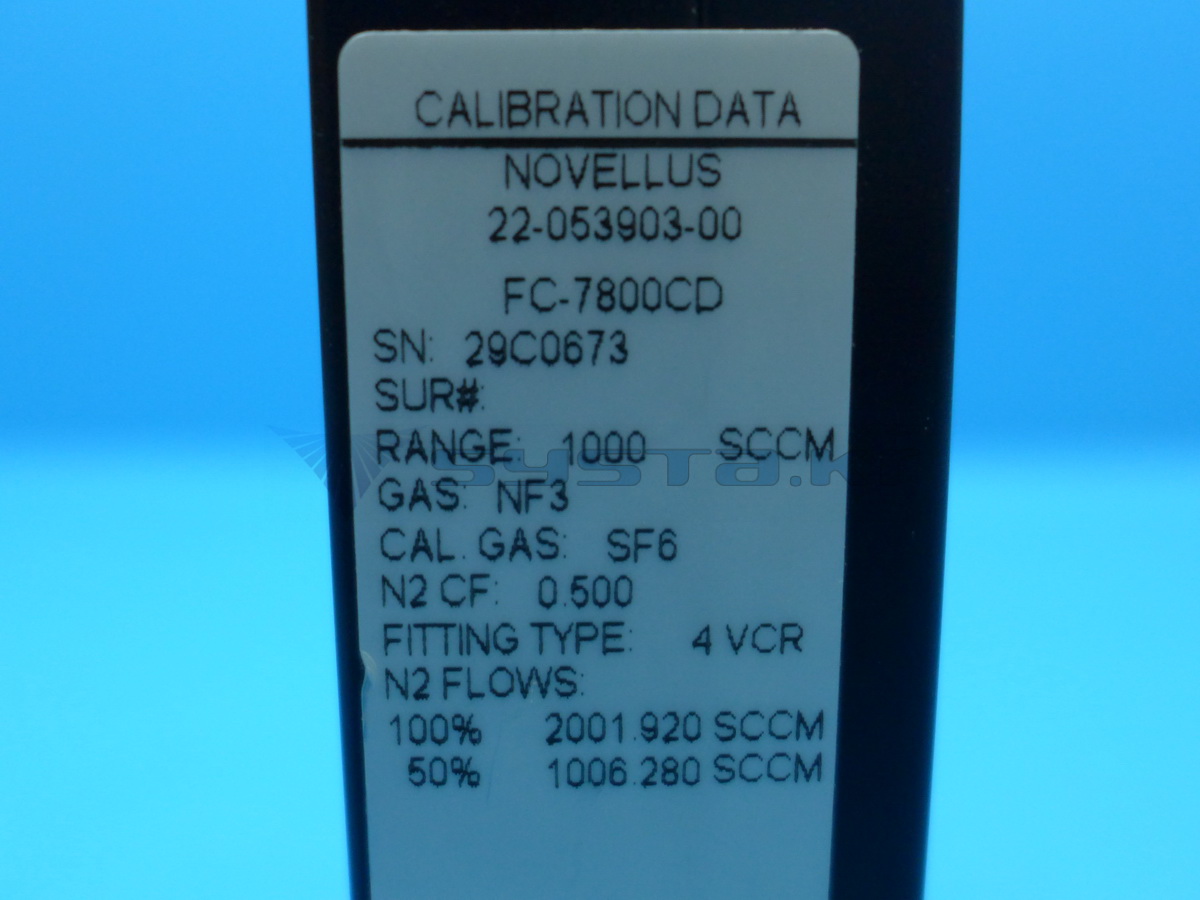 CALIBRATION DATA
NOVELLUS
22-053903-00
FC-7800CD
SN: 29C0673
SUR#:
RANGE: 1000 SCCM
GAS: NF3
CAL. GAS: SF6
N2 CF: 0.500
FITTING TYPE: 4 VCR
N2 FLOWS:
100% 2001.920 SCCM
50% 1006.280 SCCM